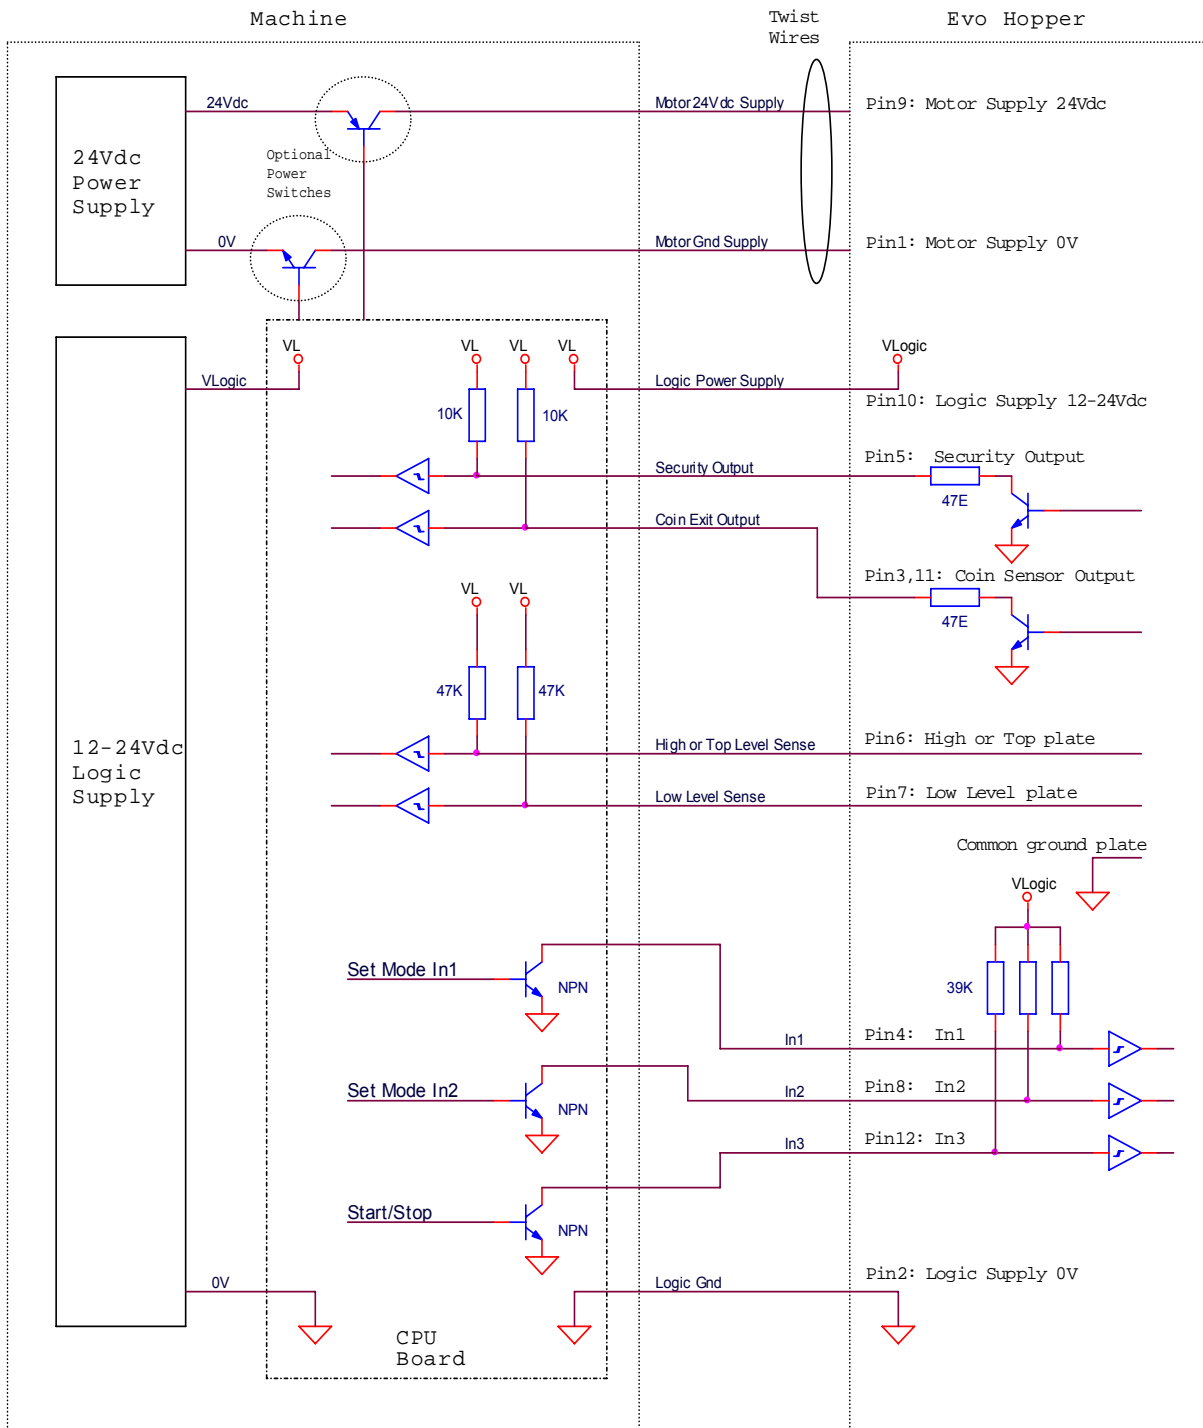 Machine
Twist
Wires
Evo Hopper
24Vdc
Motor 24Vdc Supply
Pin9: Motor Supply 24Vdc
24Vdc
Power
Supply
Optional
Power
Switches
0V
Motor Gnd Supply
Pin1: Motor Supply 0V
VL
VL
VL
VL
VLogic
VLogic
Logic Power Supply
Pin10: Logic Supply 12-24Vdc
10K
10K
Pin5: Security Output
Security Output
47E
Coin Exit Output
Pin3,11: Coin Sensor Output
VL
VL
47E
47K
47K
12-24Vdc
Logic
Supply
High or Top Level Sense
Pin6: High or Top plate
Low Level Sense
Pin7: Low Level plate
Common ground plate
VLogic
Set Mode In1
NPN
39K
In1
Pin4: In1
Set Mode In2
NPN
In2
Pin8: In2
In3
Pin12: In3
Start/Stop
NPN
0V
Logic Gnd
Pin2: Logic Supply 0V
CPU
Board